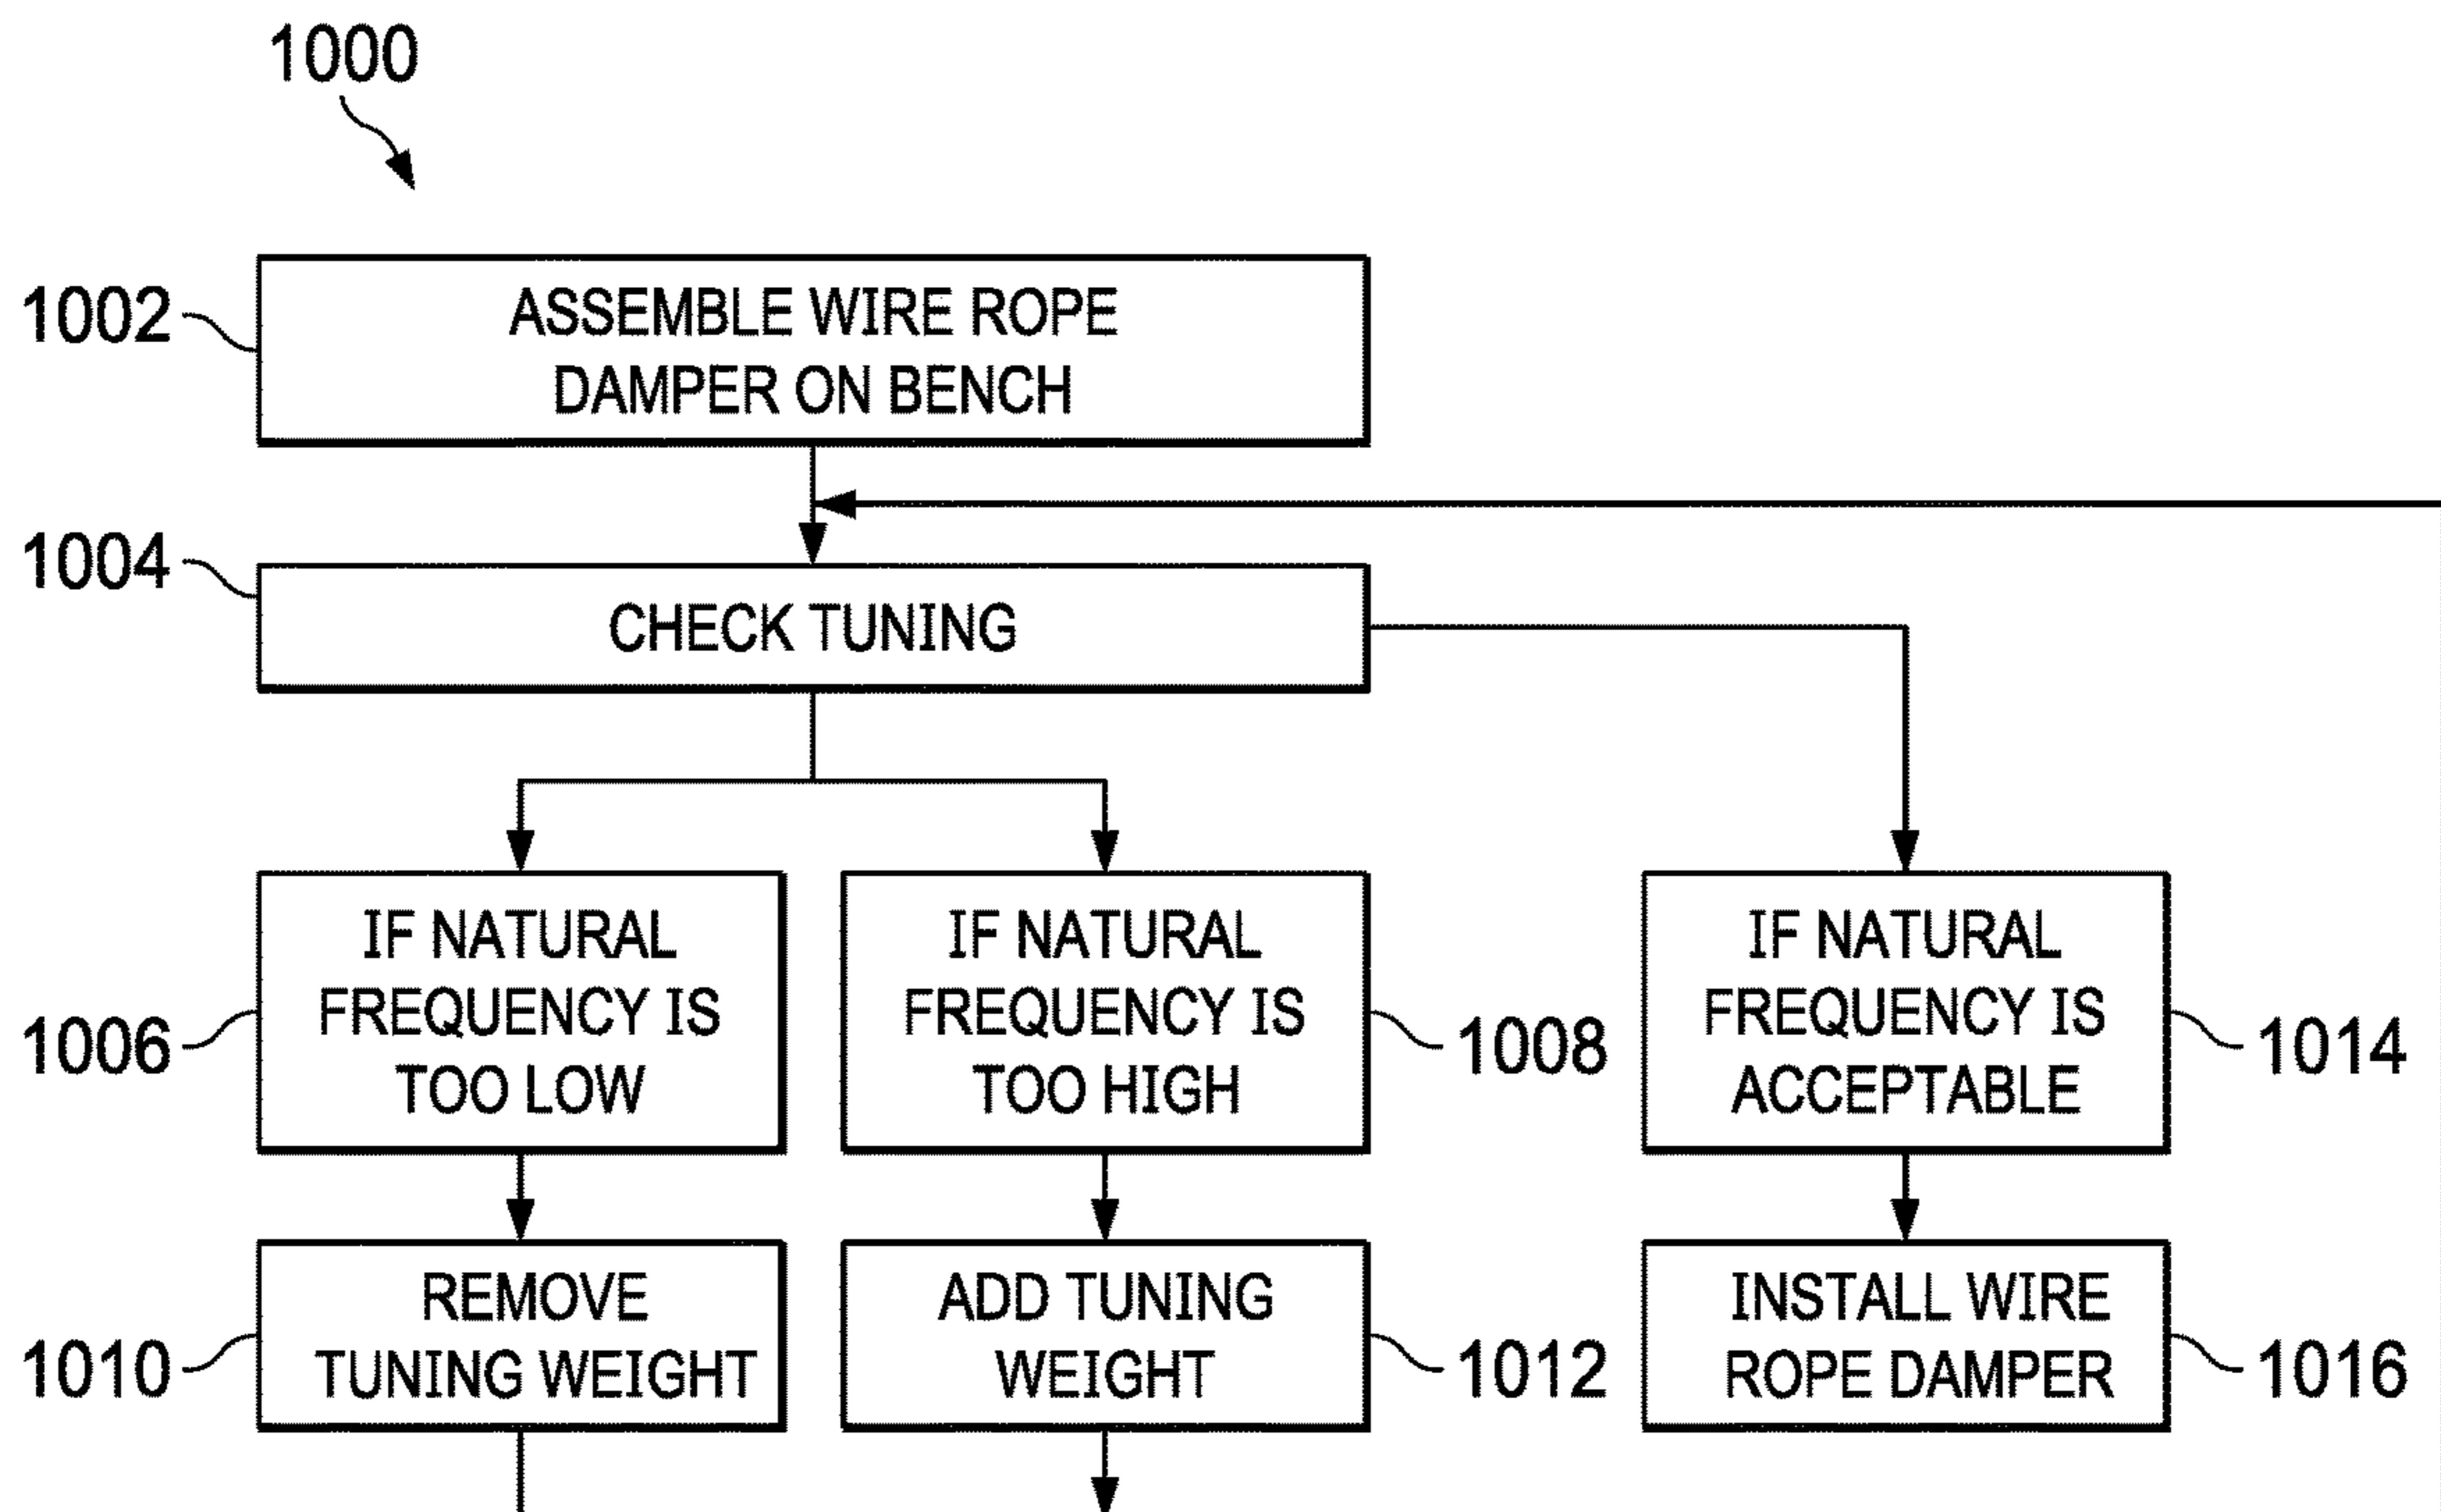 1000
1002
ASSEMBLE WIRE ROPE
DAMPER ON BENCH
1004
CHECK TUNING
1006
IF NATURAL
FREQUENCY IS
TOO LOW
IF NATURAL
FREQUENCY IS
TOO HIGH
1008
IF NATURAL
FREQUENCY IS
ACCEPTABLE
1014
1010
REMOVE
TUNING WEIGHT
ADD TUNING
WEIGHT
1012
INSTALL WIRE
ROPE DAMPER
1016